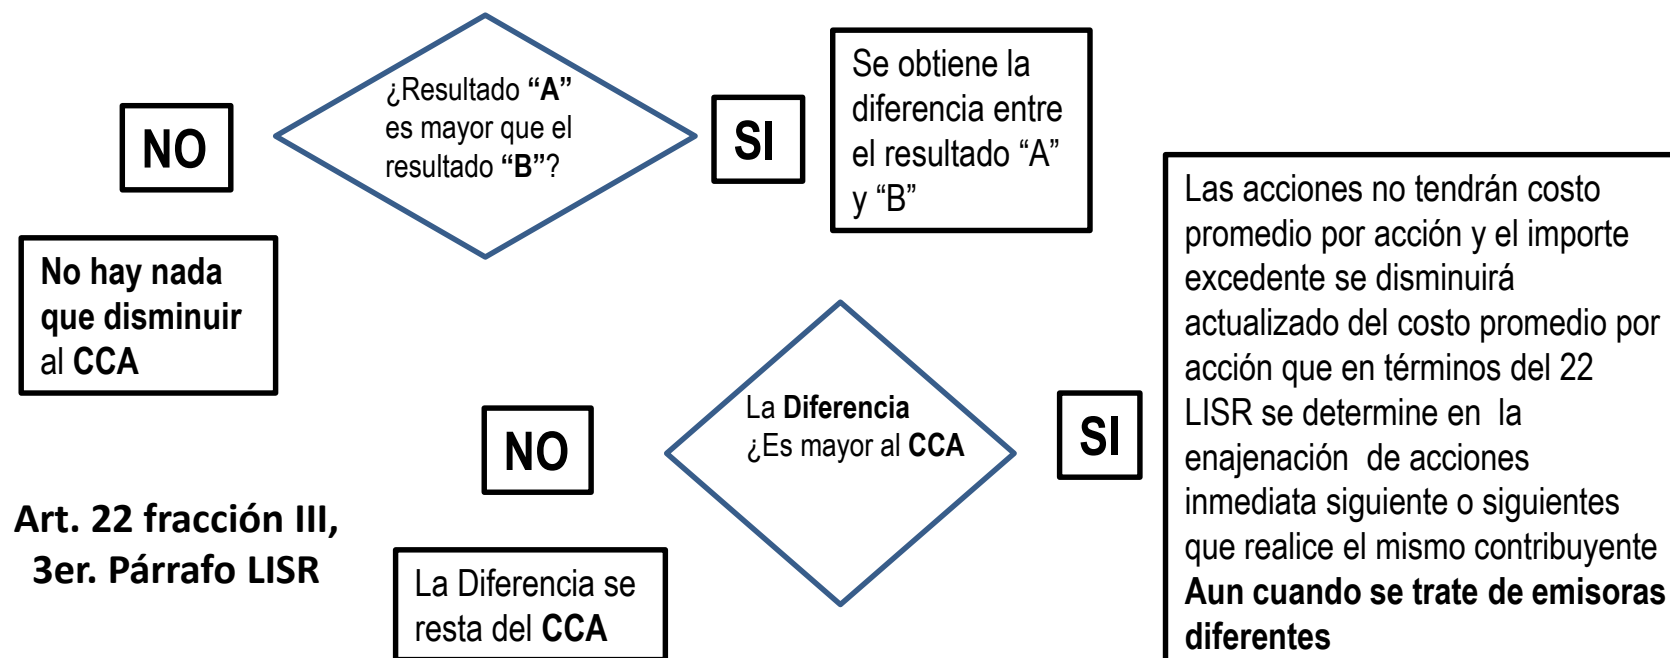 ¿Resultado “A”
es mayor que el
resultado “B”?
NO
SI
Se obtiene la
diferencia entre
el resultado “A”
y “B”
No hay nada
que disminuir
al CCA
La Diferencia
¿Es mayor al CCA
NO
SI
La Diferencia se
resta del CCA
Las acciones no tendrán costo
promedio por acción y el importe
excedente se disminuirá
actualizado del costo promedio por
acción que en términos del 22
LISR se determine en la
enajenación de acciones
inmediata siguiente o siguientes
que realice el mismo contribuyente
Aun cuando se trate de emisoras
diferentes
Art. 22 fracción III,
3er. Párrafo LISR